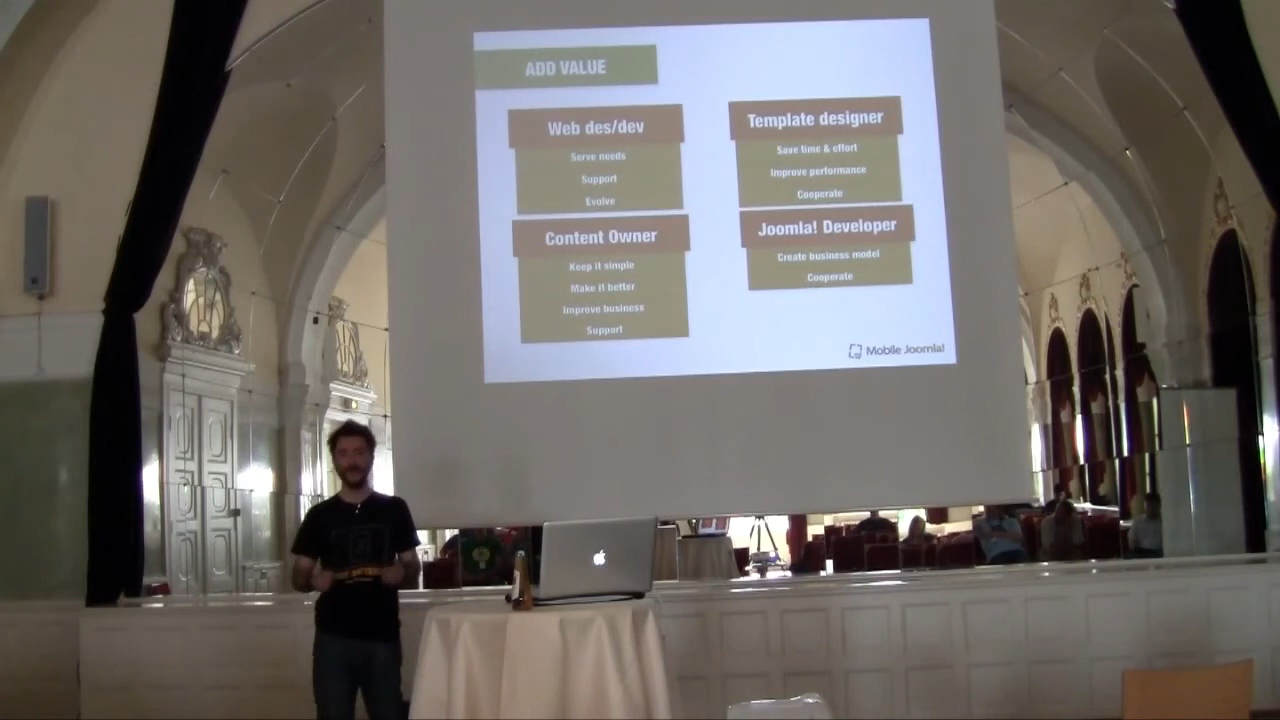 ADD VALUE
Web des/dev
Serve needs
Support
Evolve
Content Owner
Keep it simple
Make it better
Improve business
Support
Template designer
Save time & effort
Improve performance
Cooperate
Joomla! Developer
Create business model
Cooperate
Mobile Joomla!